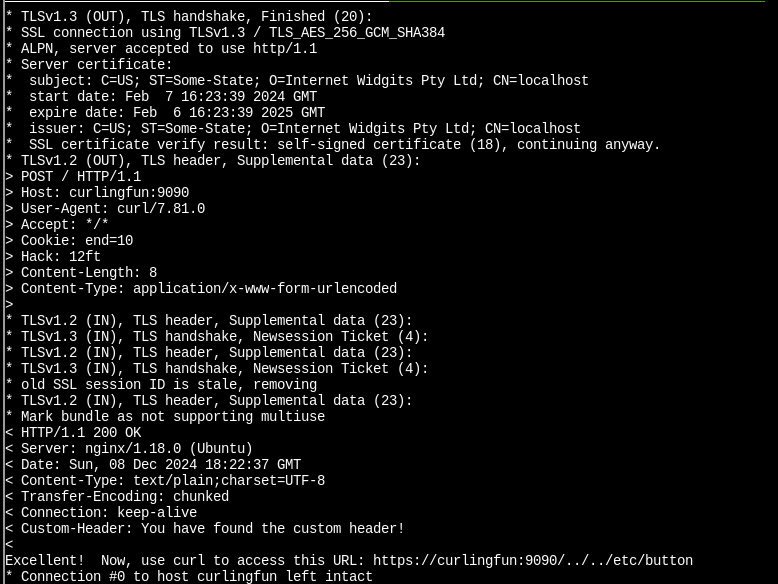 * TLSv1.3 (OUT), TLS handshake, Finished (20):
* SSL connection using TLSv1.3 / TLS_AES_256_GCM_SHA384
* ALPN, server accepted to use http/1.1
* Server certificate:
*  subject: C=US; ST=Some-State; O=Internet Widgits Pty Ltd; CN=localhost
*  start date: Feb  7 16:23:39 2024 GMT
*  expire date: Feb  6 16:23:39 2025 GMT
*  issuer: C=US; ST=Some-State; O=Internet Widgits Pty Ltd; CN=localhost
*  SSL certificate verify result: self-signed certificate (18), continuing anyway.
* TLSv1.2 (OUT), TLS header, Supplemental data (23):
> POST / HTTP/1.1
> Host: curlingfun:9090
> User-Agent: curl/7.81.0
> Accept: */*
> Cookie: end=10
> Hack: 12ft
> Content-Length: 8
> Content-Type: application/x-www-form-urlencoded
>
* TLSv1.2 (IN), TLS header, Supplemental data (23):
* TLSv1.3 (IN), TLS handshake, Newsession Ticket (4):
* TLSv1.2 (IN), TLS header, Supplemental data (23):
* TLSv1.3 (IN), TLS handshake, Newsession Ticket (4):
* old SSL session ID is stale, removing
* TLSv1.2 (IN), TLS header, Supplemental data (23):
* Mark bundle as not supporting multiuse
< HTTP/1.1 200 OK
< Server: nginx/1.18.0 (Ubuntu)
< Date: Sun, 08 Dec 2024 18:22:37 GMT
< Content-Type: text/plain;charset=UTF-8
< Transfer-Encoding: chunked
< Connection: keep-alive
< Custom-Header: You have found the custom header!
<
Excellent!  Now, use curl to access this URL: https://curlingfun:9090/../../etc/button
* Connection #0 to host curlingfun left intact